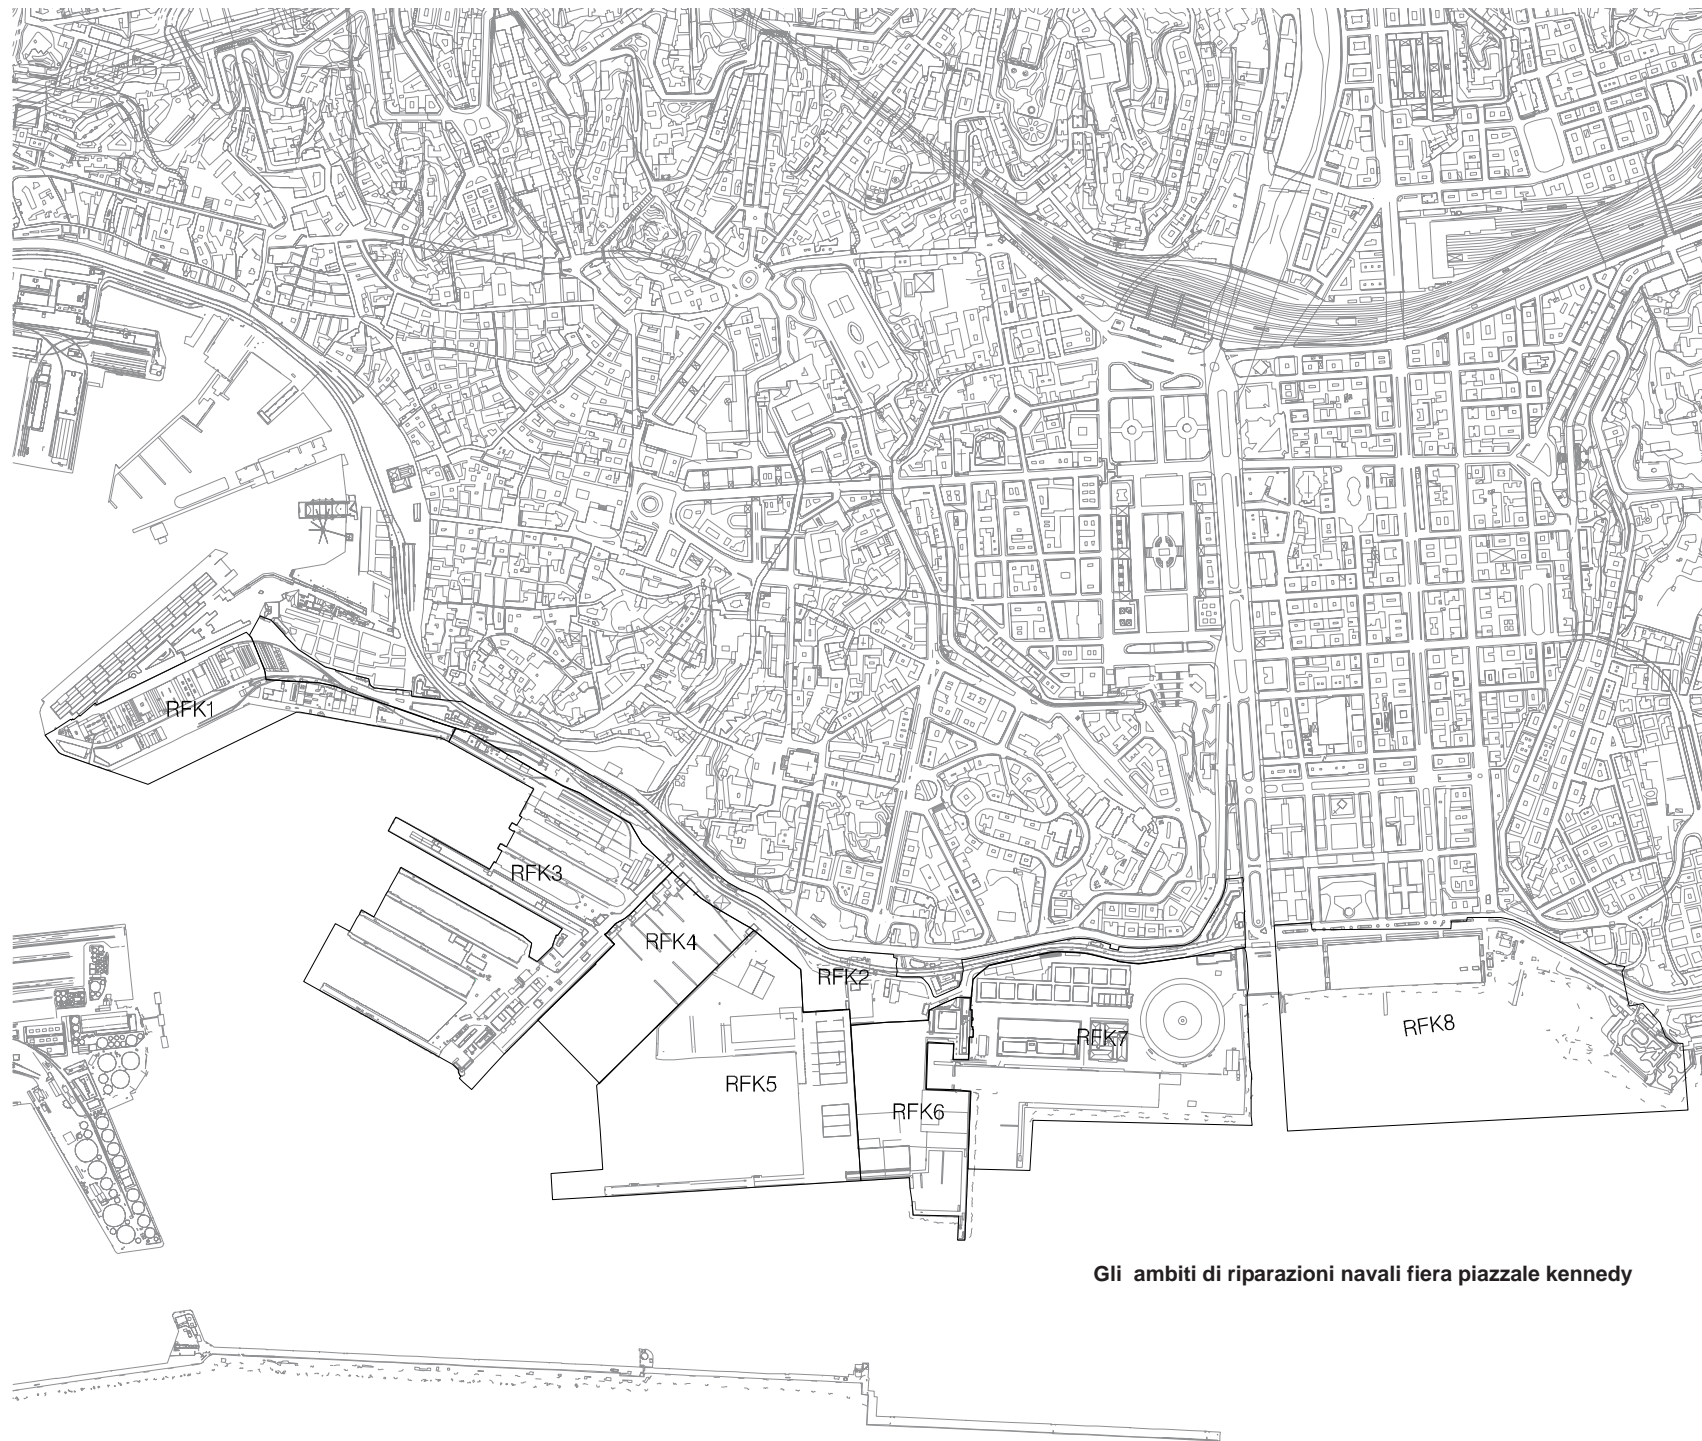 RFK1
RFK3
RFK4
RFK2
RFK7
RFK8
RFK5
RFK6
Gli ambiti di riparazioni navali fiera piazzale kennedy